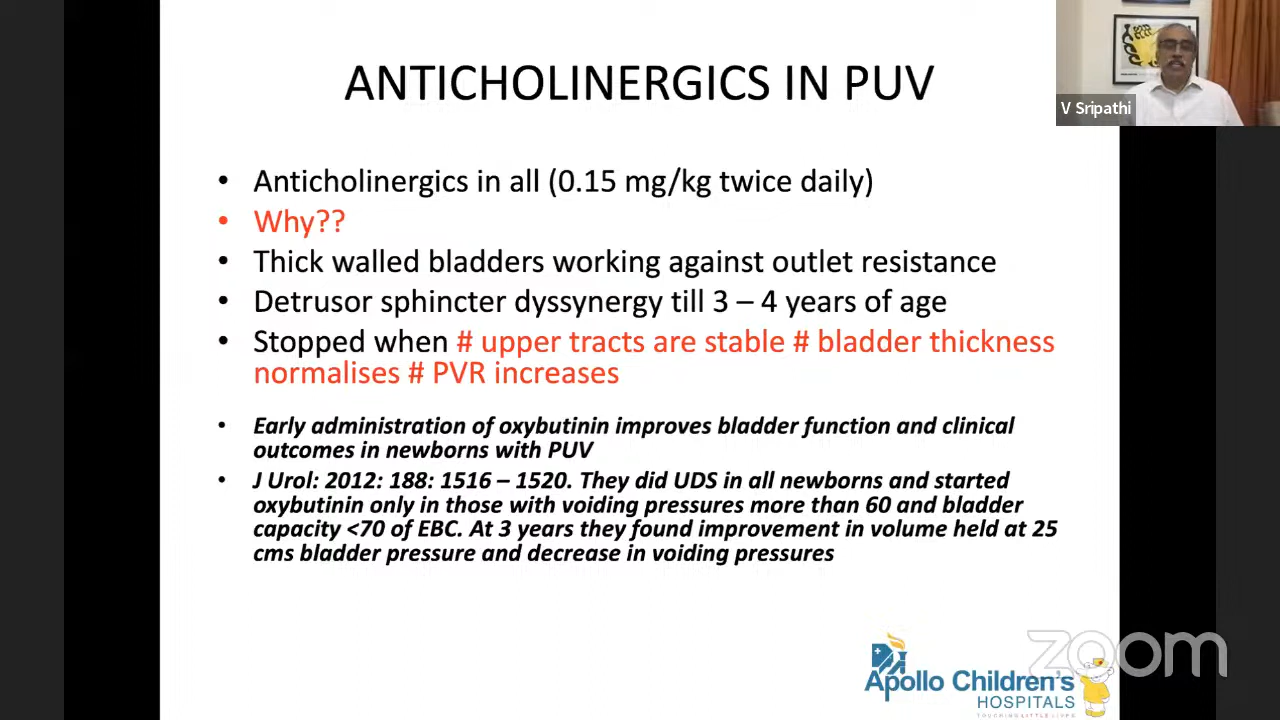 ANTICHOLINERGICS IN PUV
V Sripathi
• Anticholinergics in all (0.15 mg/kg twice daily)
• Why??
• Thick walled bladders working against outlet resistance
• Detrusor sphincter dyssynergy till 3 – 4 years of age
• Stopped when # upper tracts are stable # bladder thickness
normalises # PVR increases
• Early administration of oxybutinin improves bladder function and clinical
outcomes in newborns with PUV
• J Urol: 2012: 188: 1516 – 1520. They did UDS in all newborns and started
oxybutinin only in those with voiding pressures more than 60 and bladder
capacity <70 of EBC. At 3 years they found improvement in volume held at 25
cms bladder pressure and decrease in voiding pressures
zoom
Apollo Children's
HOSPITALS
TOUCHING LITTLE LIVES